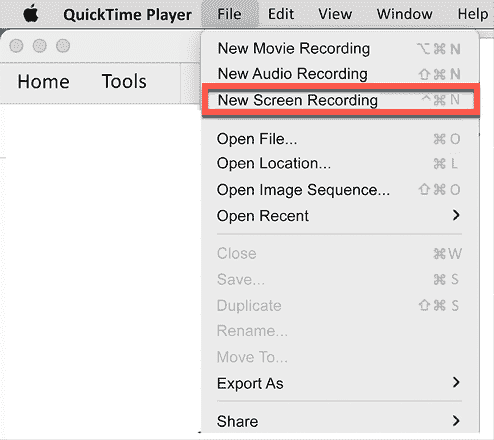 QuickTime Player File Edit View Window Help
Home Tools
New Movie Recording ⌥⌘N
New Audio Recording ⇧⌘N
New Screen Recording ^⌘N
Open File... ⌘O
Open Location... ⌘L
Open Image Sequence... ⇧⌘O
Open Recent >
Close ⌘W
Save... ⌘S
Duplicate ⇧⌘S
Rename...
Move To...
Export As >
Share >